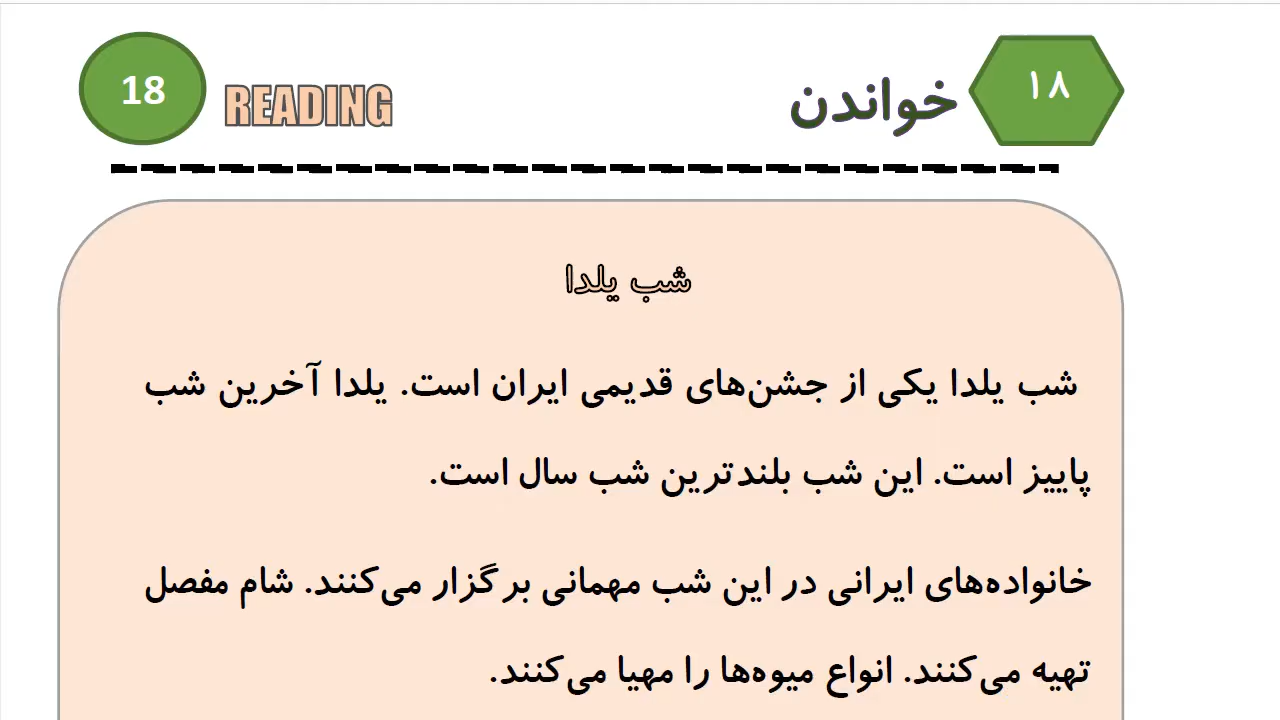 ۱۸ خواندن
READING 18
شب یلدا
شب یلدا یکی از جشن‌های قدیمی ایران است. یلدا آخرین شب
پاییز است. این شب بلندترین شب سال است.
خانواده‌های ایرانی در این شب مهمانی برگزار می‌کنند. شام مفصل
تهیه می‌کنند. انواع میوه‌ها را مهیا می‌کنند.